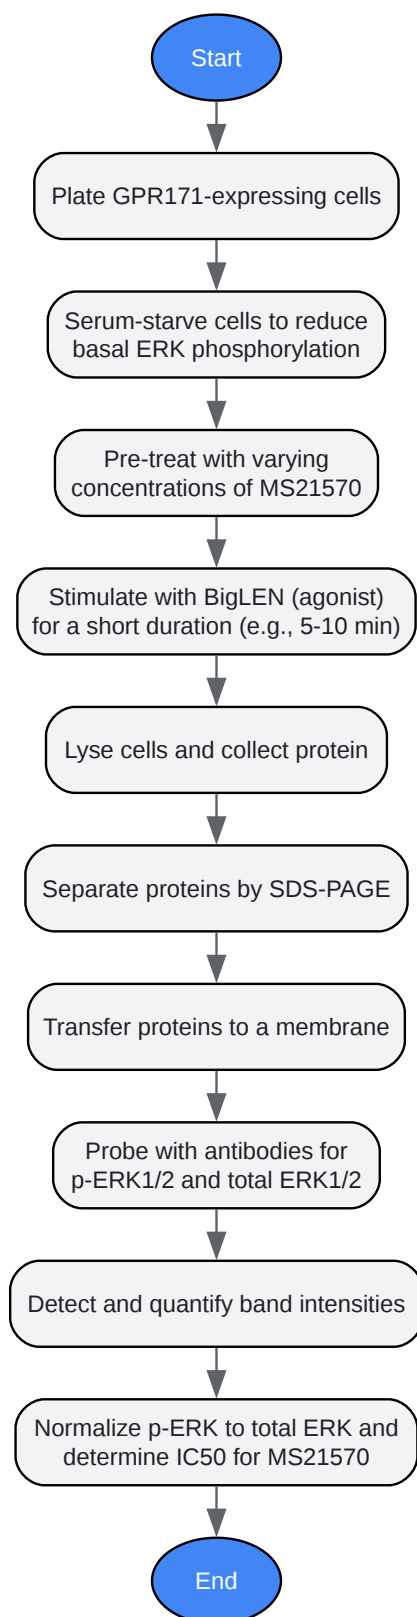 Start
Plate GPR171-expressing cells
Serum-starve cells to reduce
basal ERK phosphorylation
Pre-treat with varying
concentrations of MS21570
Stimulate with BigLEN (agonist)
for a short duration (e.g., 5-10 min)
Lyse cells and collect protein
Separate proteins by SDS-PAGE
Transfer proteins to a membrane
Probe with antibodies for
p-ERK1/2 and total ERK1/2
Detect and quantify band intensities
Normalize p-ERK to total ERK and
determine IC50 for MS21570
End